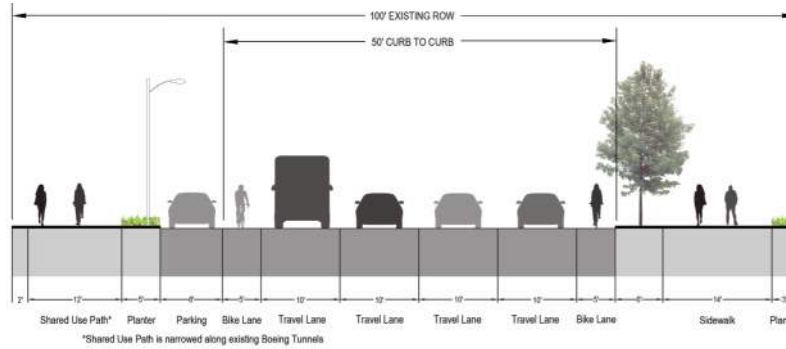 100' EXISTING ROW
50' CURB TO CURB
2' 12' 5' 8' 5' 10' 10' 10' 10' 5' 6' 14' 3'
Shared Use Path* Planter Parking Bike Lane Travel Lane Travel Lane Travel Lane Travel Lane Bike Lane Sidewalk
*Shared Use Path is narrowed along existing Boeing Tunnels